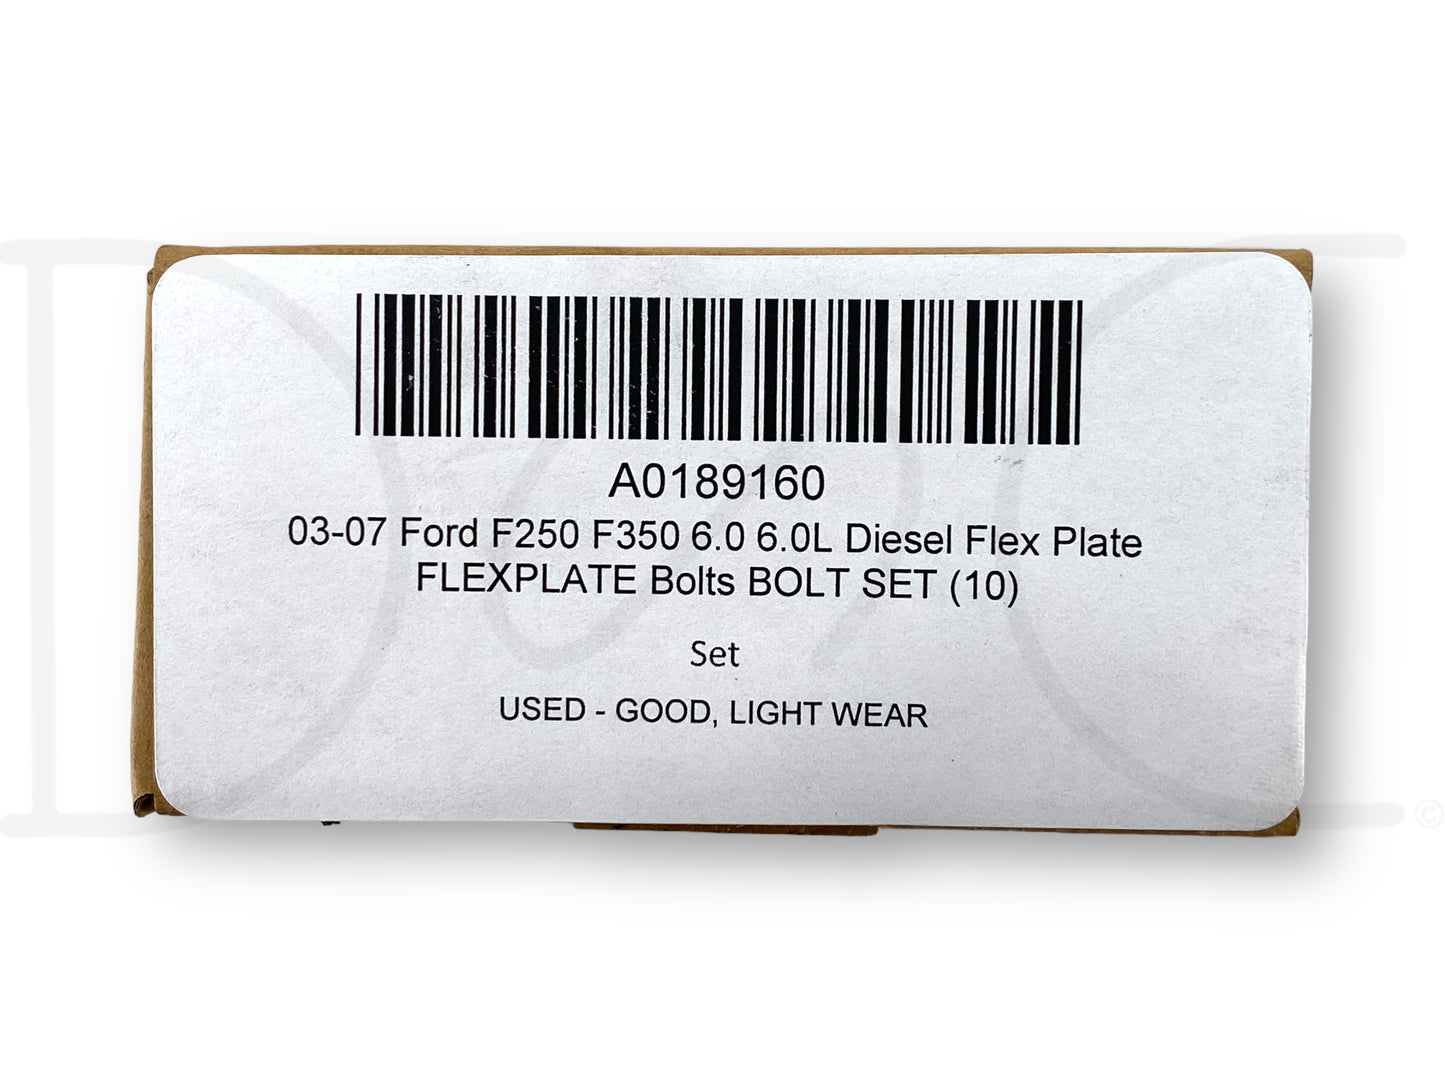 A0189160
03-07 Ford F250 F350 6.0 6.0L Diesel Flex Plate
FLEXPLATE Bolts BOLT SET (10)
Set
USED - GOOD, LIGHT WEAR
©